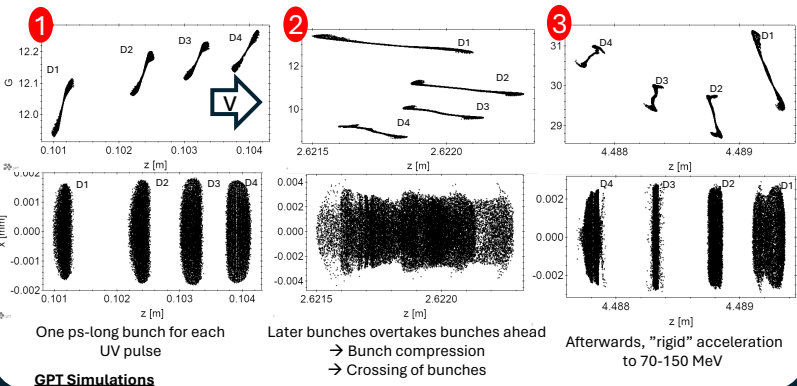 1
2
3
12.2
12.1
12.0
G
D1
D2
D3
D4
V
0.101
0.102
0.103
0.104
z [m]
12
10
D1
D2
D3
D4
2.6215
2.6220
z [m]
31
30
29
D4
D3
D2
D1
4.488
4.489
z [m]
0.002
0.001
0.000
-0.001
-0.002
x [mm]
D1
D2
D3
D4
0.101
0.102
0.103
0.104
z [m]
0.004
0.002
0.000
-0.002
-0.004
2.6215
2.6220
z [m]
0.002
0.000
-0.002
D4
D3
D2
D1
4.488
4.489
z [m]
One ps-long bunch for each
UV pulse
Later bunches overtakes bunches ahead
→ Bunch compression
→ Crossing of bunches
Afterwards, ”rigid” acceleration
to 70-150 MeV
GPT Simulations